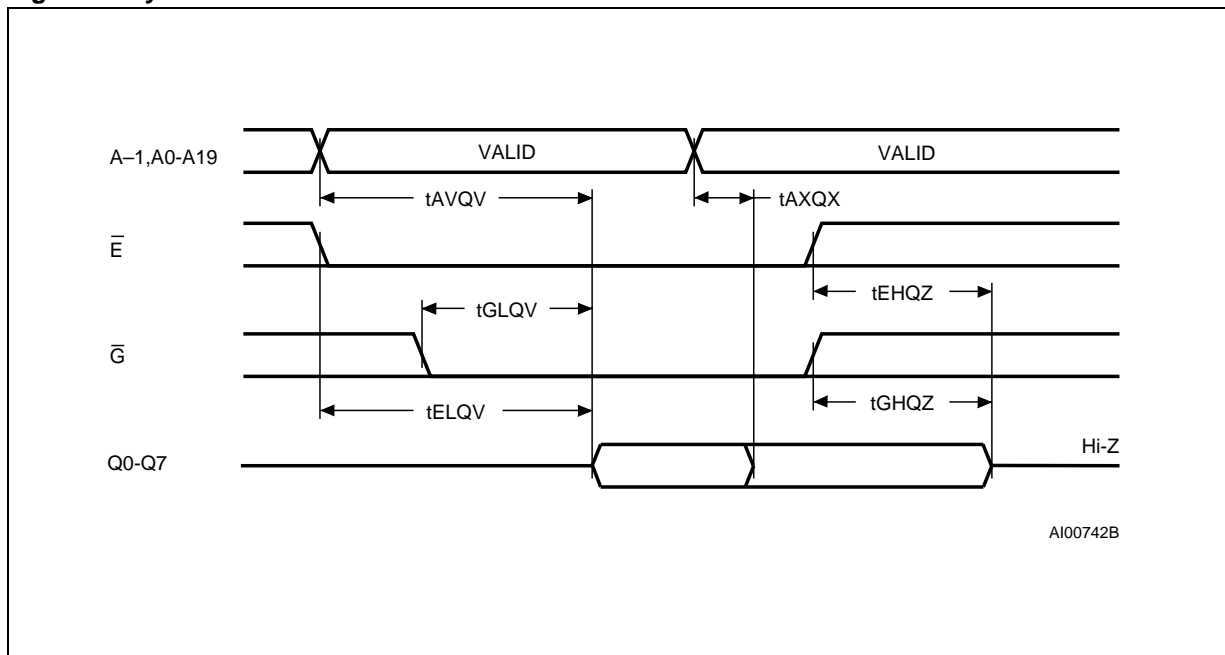 A–1,A0-A19
VALID
VALID
tAVQV
tAXQX
E̅
tEHQZ
tGLQV
G̅
tELQV
tGHQZ
Q0-Q7
Hi-Z
AI00742B